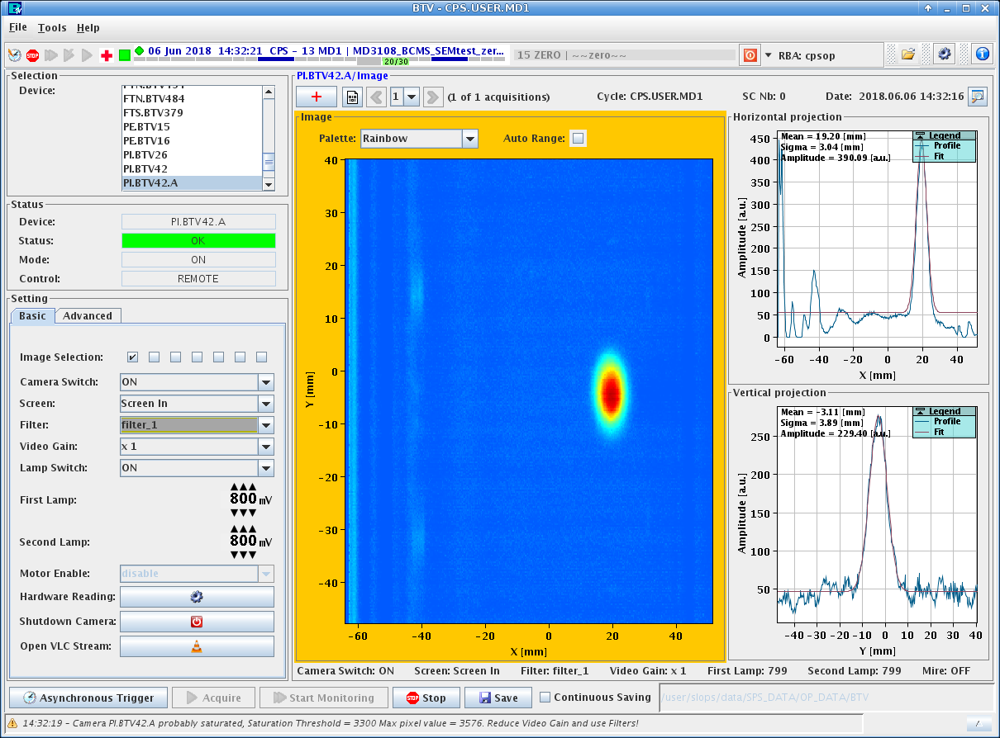 BTV - CPS.USER.MD1
File Tools Help
06 Jun 2018 14:32:21 CPS - 13 MD1 | MD3108_BCMS_SEMtest_zer...
20/30
15 ZERO | ~~zero~~
RBA: cpsop
Selection
Device:
FTN.BTV484
FTS.BTV379
PE.BTV15
PE.BTV16
PI.BTV26
PI.BTV42
PI.BTV42.A
Status
Device: PI.BTV42.A
Status: OK
Mode: ON
Control: REMOTE
Setting
Basic Advanced
Image Selection:
Camera Switch: ON
Screen: Screen In
Filter: filter_1
Video Gain: x 1
Lamp Switch: ON
First Lamp: 800 mV
Second Lamp: 800 mV
Motor Enable: disable
Hardware Reading:
Shutdown Camera:
Open VLC Stream:
PI.BTV42.A/Image
1 (1 of 1 acquisitions) Cycle: CPS.USER.MD1 SC Nb: 0 Date: 2018.06.06 14:32:16
Image
Palette: Rainbow Auto Range:
40
30
20
10
0
-10
-20
-30
-40
Y [mm]
-60 -40 -20 0 20 40
X [mm]
Horizontal projection
Mean = 19.20 [mm]
Sigma = 3.04 [mm]
Amplitude = 390.09 [a.u.]
Legend
Profile
Fit
450
400
350
300
250
200
150
100
50
0
Amplitude [a.u.]
-60 -40 -20 0 20 40
X [mm]
Vertical projection
Mean = -3.11 [mm]
Sigma = 3.89 [mm]
Amplitude = 229.40 [a.u.]
Legend
Profile
Fit
250
200
150
100
50
Amplitude [a.u.]
-40 -30 -20 -10 0 10 20 30 40
Y [mm]
Camera Switch: ON Screen: Screen In Filter: filter_1 Video Gain: x 1 First Lamp: 799 Second Lamp: 799 Mire: OFF
Asynchronous Trigger Acquire Start Monitoring STOP Stop Save Continuous Saving /user/slops/data/SPS_DATA/OP_DATA/BTV
14:32:19 - Camera PI.BTV42.A probably saturated, Saturation Threshold = 3300 Max pixel value = 3576. Reduce Video Gain and use Filters!